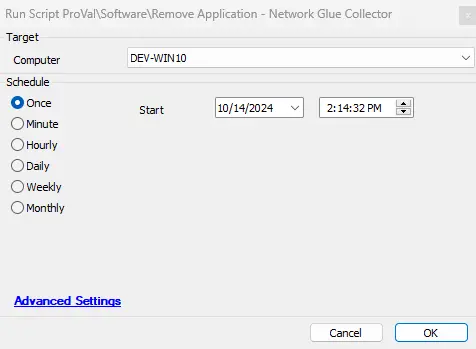 Run Script ProVal\Software\Remove Application - Network Glue Collector
Target
Computer DEV-WIN10
Schedule
Once Start 10/14/2024 2:14:32 PM
Minute
Hourly
Daily
Weekly
Monthly
Advanced Settings
Cancel OK